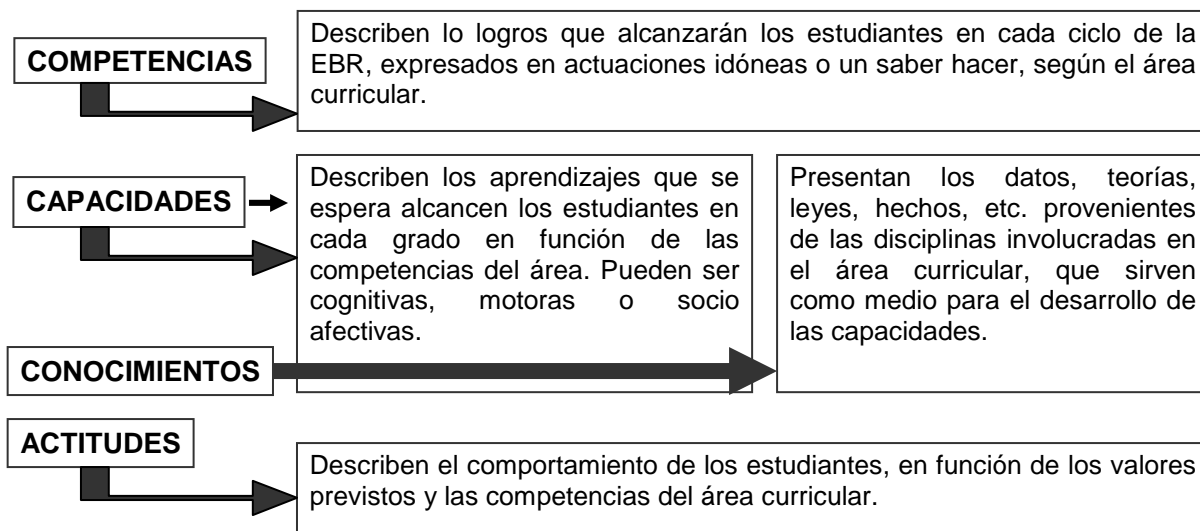 COMPETENCIAS
Describen lo logros que alcanzarán los estudiantes en cada ciclo de la
EBR, expresados en actuaciones idóneas o un saber hacer, según el área
curricular.
CAPACIDADES
Describen los aprendizajes que se
espera alcancen los estudiantes en
cada grado en función de las
competencias del área. Pueden ser
cognitivas, motoras o socio
afectivas.
Presentan los datos, teorías,
leyes, hechos, etc. provenientes
de las disciplinas involucradas en
el área curricular, que sirven
como medio para el desarrollo de
las capacidades.
CONOCIMIENTOS
ACTITUDES
Describen el comportamiento de los estudiantes, en función de los valores
previstos y las competencias del área curricular.